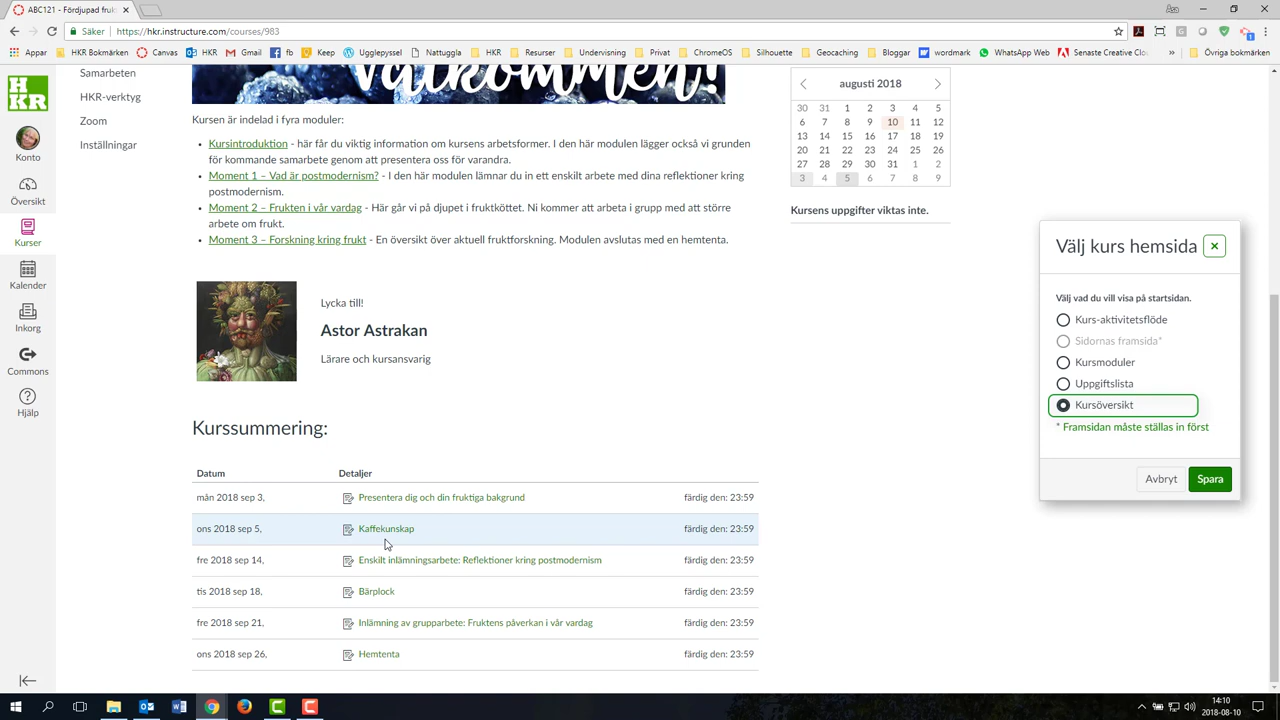 ABC121 - Fördjupad frukt
Säker
https://hkr.instructure.com/courses/983
Appar
HKR Bokmärken
Canvas
HKR
Gmail
fb
Keep
Ugglepyssel
Nattuggla
HKR
Resurser
Undervisning
Privat
ChromeOS
Silhouette
Geocaching
Bloggar
wordmark
WhatsApp Web
Senaste Creative Clo
»
Övriga bokmärken
HKR
Konto
Översikt
Kurser
Kalender
Inkorg
Commons
Hjälp
Samarbeten
HKR-verktyg
Zoom
Inställningar
Välkommen!
Kursen är indelad i fyra moduler:
• Kursintroduktion - här får du viktig information om kursens arbetsformer. I den här modulen lägger också vi grunden
för kommande samarbete genom att presentera oss för varandra.
• Moment 1 – Vad är postmodernism? - I den här modulen lämnar du in ett enskilt arbete med dina reflektioner kring
postmodernism.
• Moment 2 – Frukten i vår vardag - Här går vi på djupet i fruktköttet. Ni kommer att arbeta i grupp med att större
arbete om frukt.
• Moment 3 – Forskning kring frukt - En översikt över aktuell fruktforskning. Modulen avslutas med en hemtenta.
Lycka till!
Astor Astrakan
Lärare och kursansvarig
Kurssummering:
Datum Detaljer
mån 2018 sep 3, Presentera dig och din fruktiga bakgrund färdig den: 23:59
ons 2018 sep 5, Kaffekunskap färdig den: 23:59
fre 2018 sep 14, Enskilt inlämningsarbete: Reflektioner kring postmodernism färdig den: 23:59
tis 2018 sep 18, Bärplock färdig den: 23:59
fre 2018 sep 21, Inlämning av grupparbete: Fruktens påverkan i vår vardag färdig den: 23:59
ons 2018 sep 26, Hemtenta färdig den: 23:59
augusti 2018
30 31 1 2 3 4 5
6 7 8 9 10 11 12
13 14 15 16 17 18 19
20 21 22 23 24 25 26
27 28 29 30 31 1 2
3 4 5 6 7 8 9
Kursens uppgifter viktas inte.
Välj kurs hemsida
Välj vad du vill visa på startsidan.
Kurs-aktivitetsflöde
Sidornas framsida*
Kursmoduler
Uppgiftslista
Kursöversikt
* Framsidan måste ställas in först
Avbryt Spara
14:10
2018-08-10